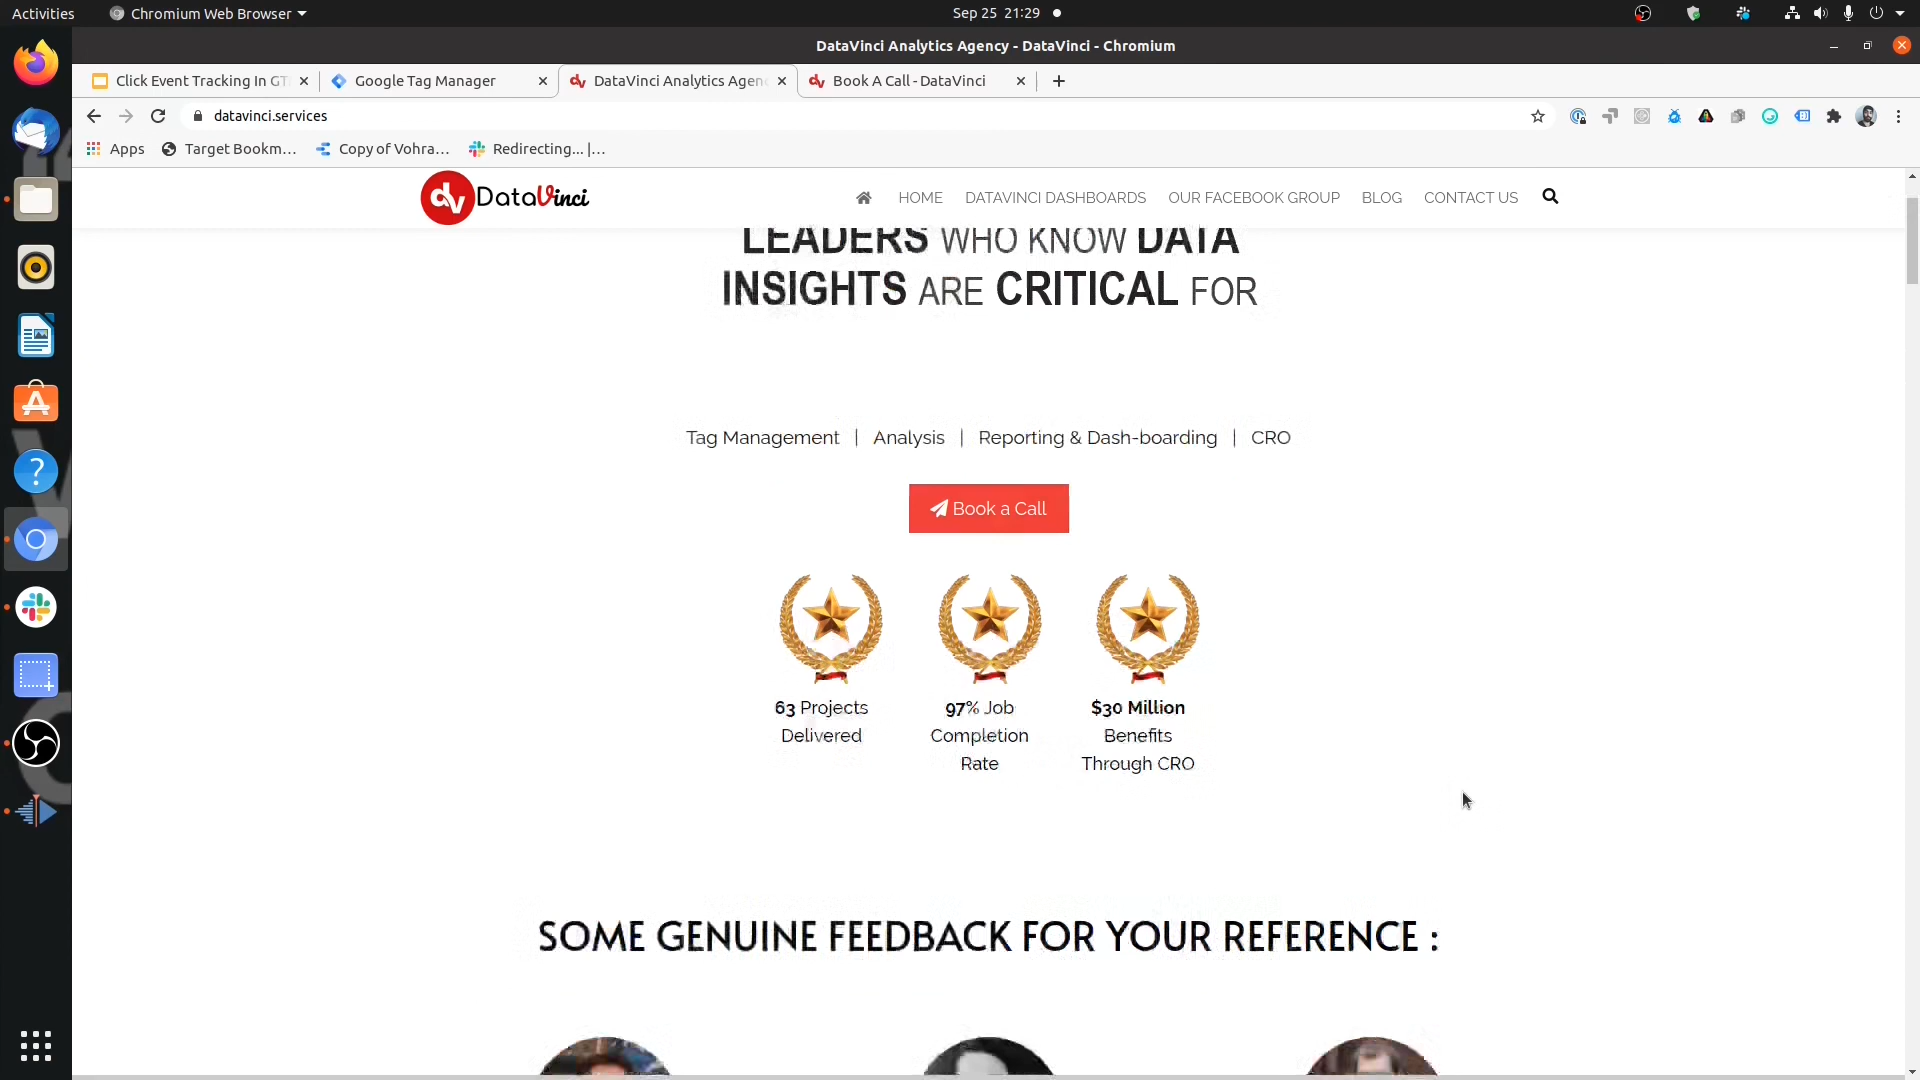 Activities
Chromium Web Browser
Sep 25 21:29
DataVinci Analytics Agency - DataVinci - Chromium
Click Event Tracking In GT
Google Tag Manager
DataVinci Analytics Agen
Book A Call - DataVinci
datavinci.services
Apps
Target Bookm...
Copy of Vohra...
Redirecting... |...
dv DataVinci
HOME
DATAVINCI DASHBOARDS
OUR FACEBOOK GROUP
BLOG
CONTACT US
LEADERS WHO KNOW DATA
INSIGHTS ARE CRITICAL FOR
Tag Management | Analysis | Reporting & Dash-boarding | CRO
Book a Call
63 Projects
Delivered
97% Job
Completion
Rate
$30 Million
Benefits
Through CRO
SOME GENUINE FEEDBACK FOR YOUR REFERENCE :